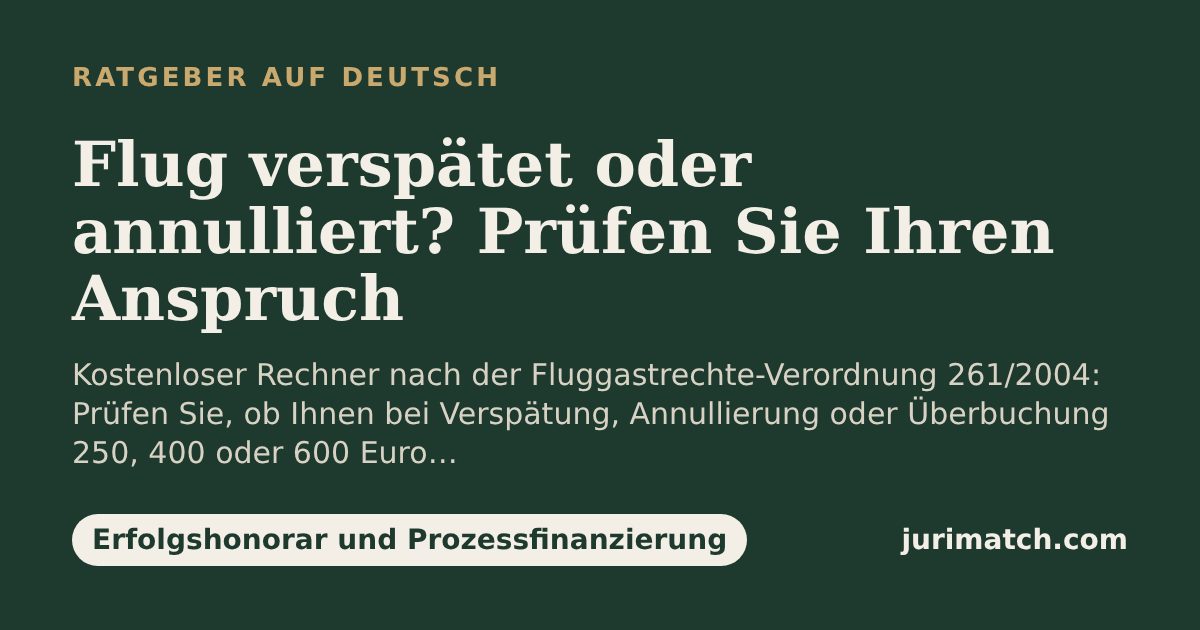 RATGEBER AUF DEUTSCH
Flug verspätet oder
annulliert? Prüfen Sie Ihren
Anspruch
Kostenloser Rechner nach der Fluggastrechte-Verordnung 261/2004:
Prüfen Sie, ob Ihnen bei Verspätung, Annullierung oder Überbuchung
250, 400 oder 600 Euro…
Erfolgshonorar und Prozessfinanzierung
jurimatch.com